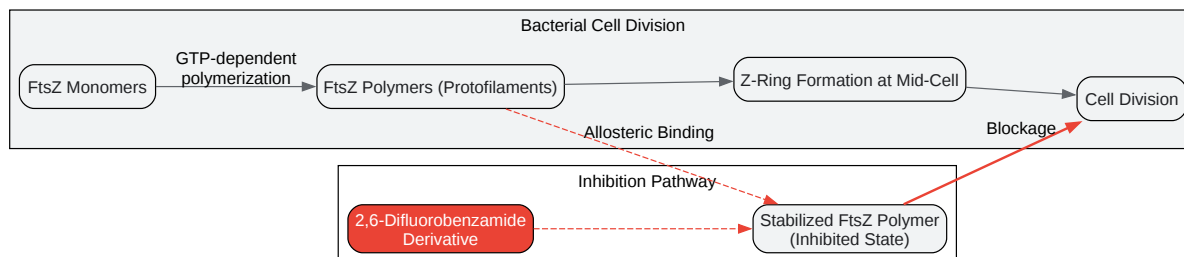 Bacterial Cell Division
GTP-dependent
polymerization
FtsZ Monomers
FtsZ Polymers (Protofilaments)
Z-Ring Formation at Mid-Cell
Cell Division
Allosteric Binding
Blockage
Inhibition Pathway
2,6-Difluorobenzamide
Derivative
Stabilized FtsZ Polymer
(Inhibited State)